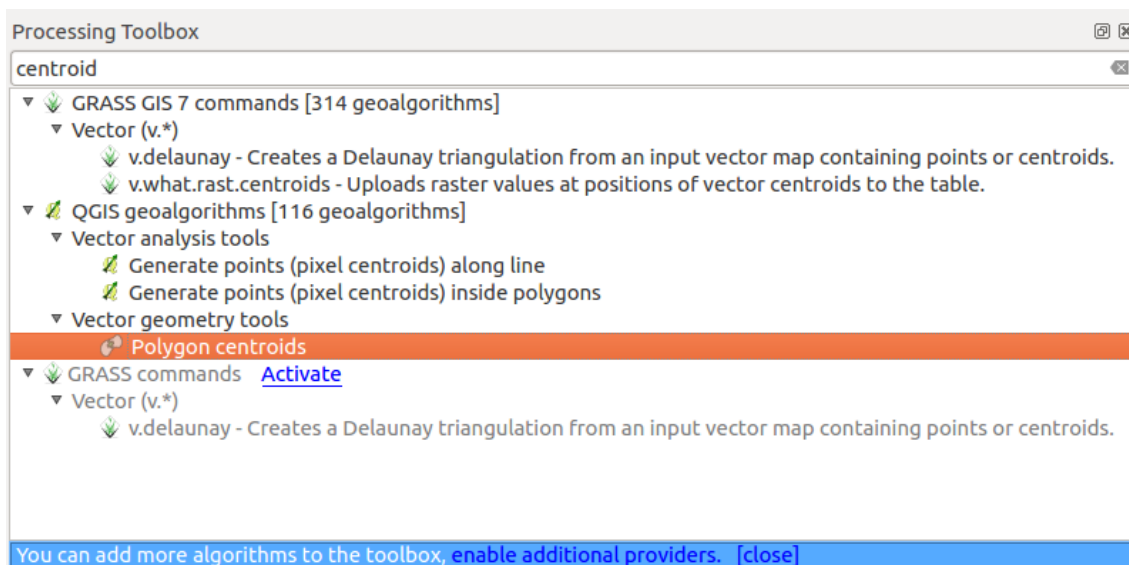 Processing Toolbox
centroid
GRASS GIS 7 commands [314 geoalgorithms]
Vector (v.*)
v.delaunay - Creates a Delaunay triangulation from an input vector map containing points or centroids.
v.what.rast.centroids - Uploads raster values at positions of vector centroids to the table.
QGIS geoalgorithms [116 geoalgorithms]
Vector analysis tools
Generate points (pixel centroids) along line
Generate points (pixel centroids) inside polygons
Vector geometry tools
Polygon centroids
GRASS commands Activate
Vector (v.*)
v.delaunay - Creates a Delaunay triangulation from an input vector map containing points or centroids.
You can add more algorithms to the toolbox, enable additional providers. [close]